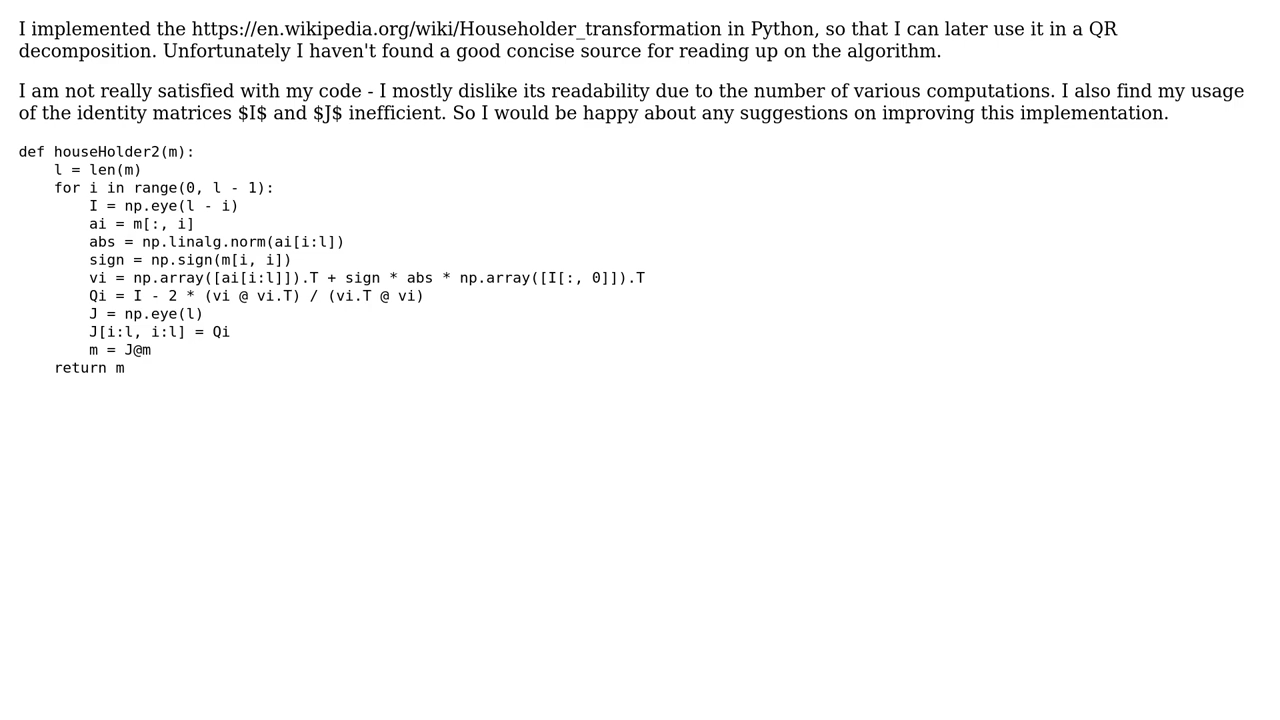 I implemented the https://en.wikipedia.org/wiki/Householder_transformation in Python, so that I can later use it in a QR
decomposition. Unfortunately I haven't found a good concise source for reading up on the algorithm.
I am not really satisfied with my code - I mostly dislike its readability due to the number of various computations. I also find my usage
of the identity matrices $I$ and $J$ inefficient. So I would be happy about any suggestions on improving this implementation.
def houseHolder2(m):
    l = len(m)
    for i in range(0, l - 1):
        I = np.eye(l - i)
        ai = m[:, i]
        abs = np.linalg.norm(ai[i:l])
        sign = np.sign(m[i, i])
        vi = np.array([ai[i:l]]).T + sign * abs * np.array([I[:, 0]]).T
        Qi = I - 2 * (vi @ vi.T) / (vi.T @ vi)
        J = np.eye(l)
        J[i:l, i:l] = Qi
        m = J@m
    return m